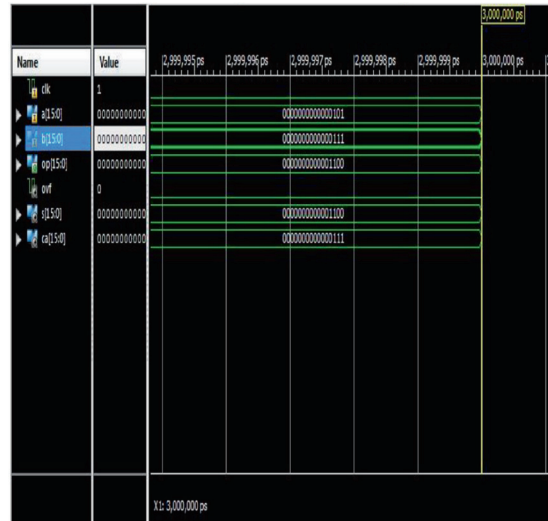 3,000,000 ps
Name Value 2,999,995 ps 2,999,996 ps 2,999,997 ps 2,999,998 ps 2,999,999 ps 3,000,000 ps
clk 1
a[15:0] 00000000000 0000000000000101
b[15:0] 00000000000 0000000000000111
op[15:0] 00000000000 0000000000001100
ovf 0
s[15:0] 00000000000 0000000000001100
ca[15:0] 00000000000 0000000000000111
X1: 3,000,000 ps